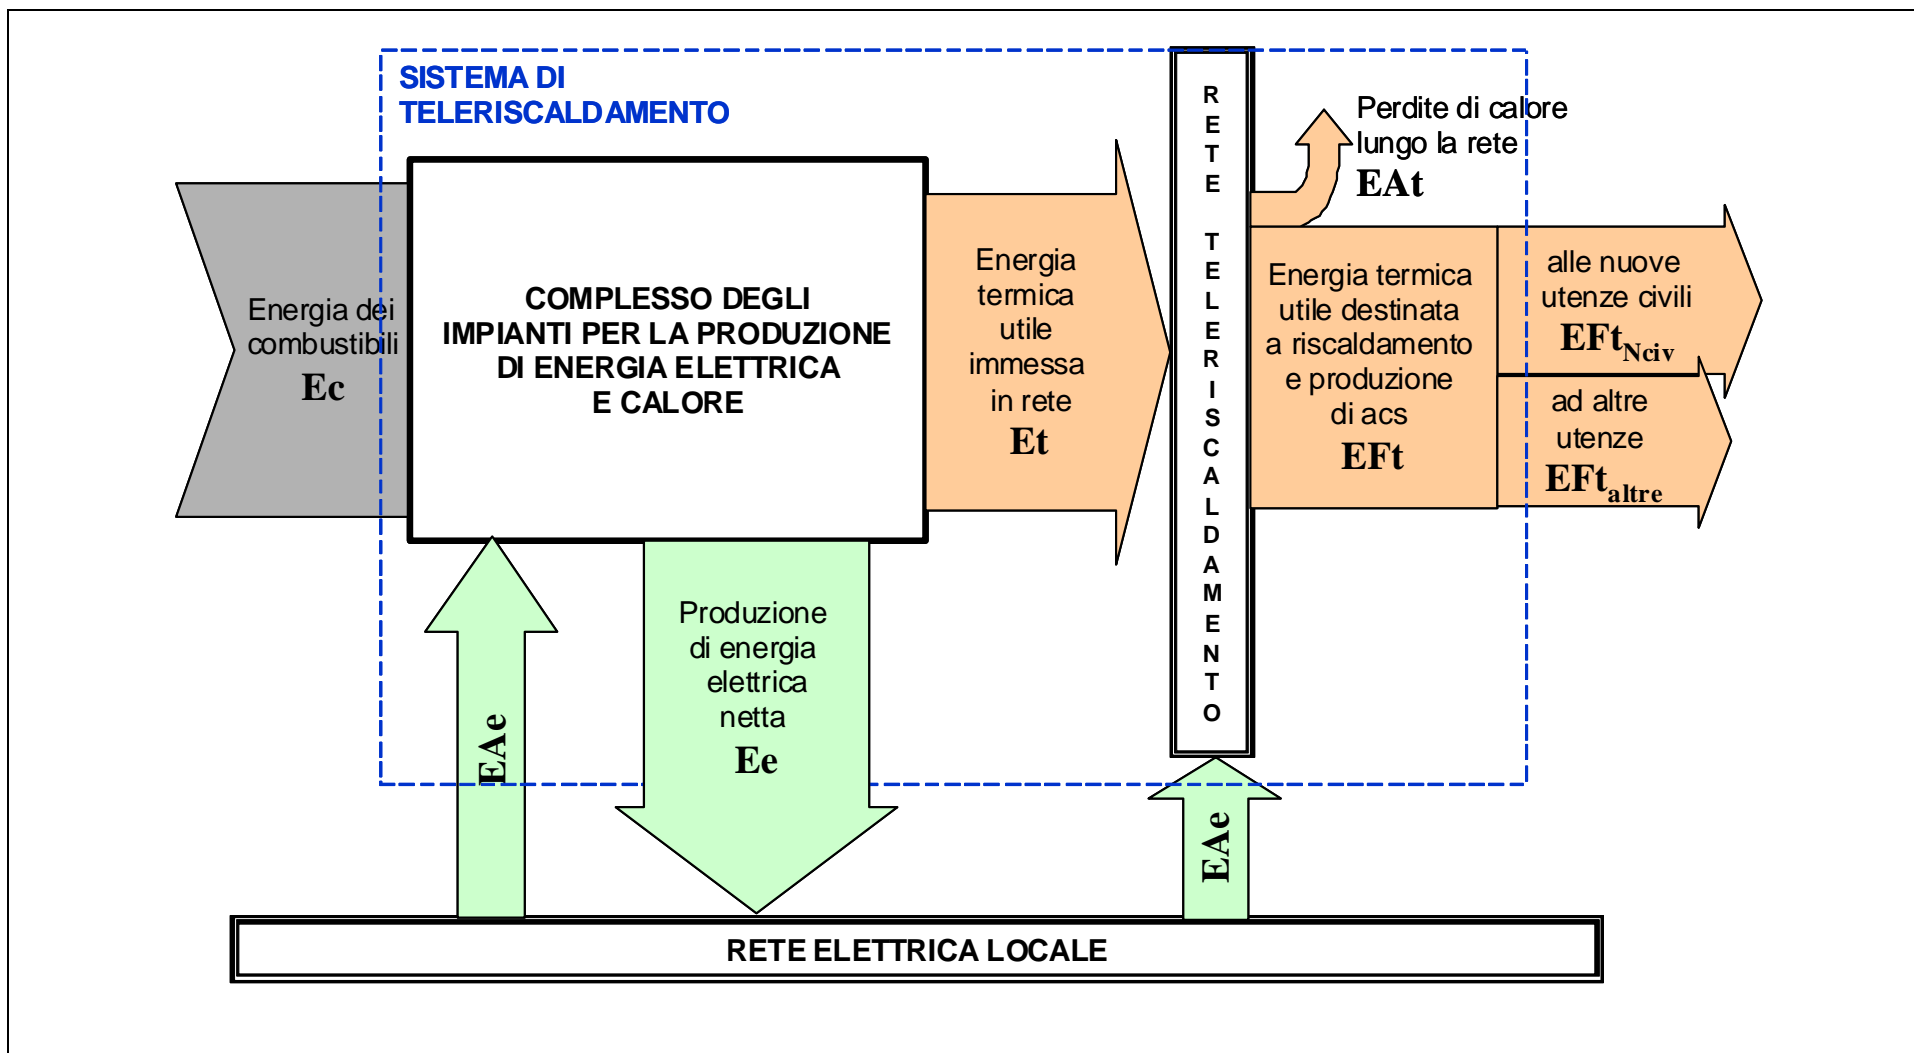 SISTEMA DI
TELERISCALDAMENTO
Energia dei
combustibili
Ec
COMPLESSO DEGLI
IMPIANTI PER LA PRODUZIONE
DI ENERGIA ELETTRICA
E CALORE
Energia
termica
utile
immessa
in rete
Et
RETE TELERISCALDAMENTO
Perdite di calore
lungo la rete
EAt
Energia termica
utile destinata
a riscaldamento
e produzione
di acs
EFt
alle nuove
utenze civili
EFtNciv
ad altre
utenze
EFtaltre
EAe
Produzione
di energia
elettrica
netta
Ee
EAe
RETE ELETTRICA LOCALE